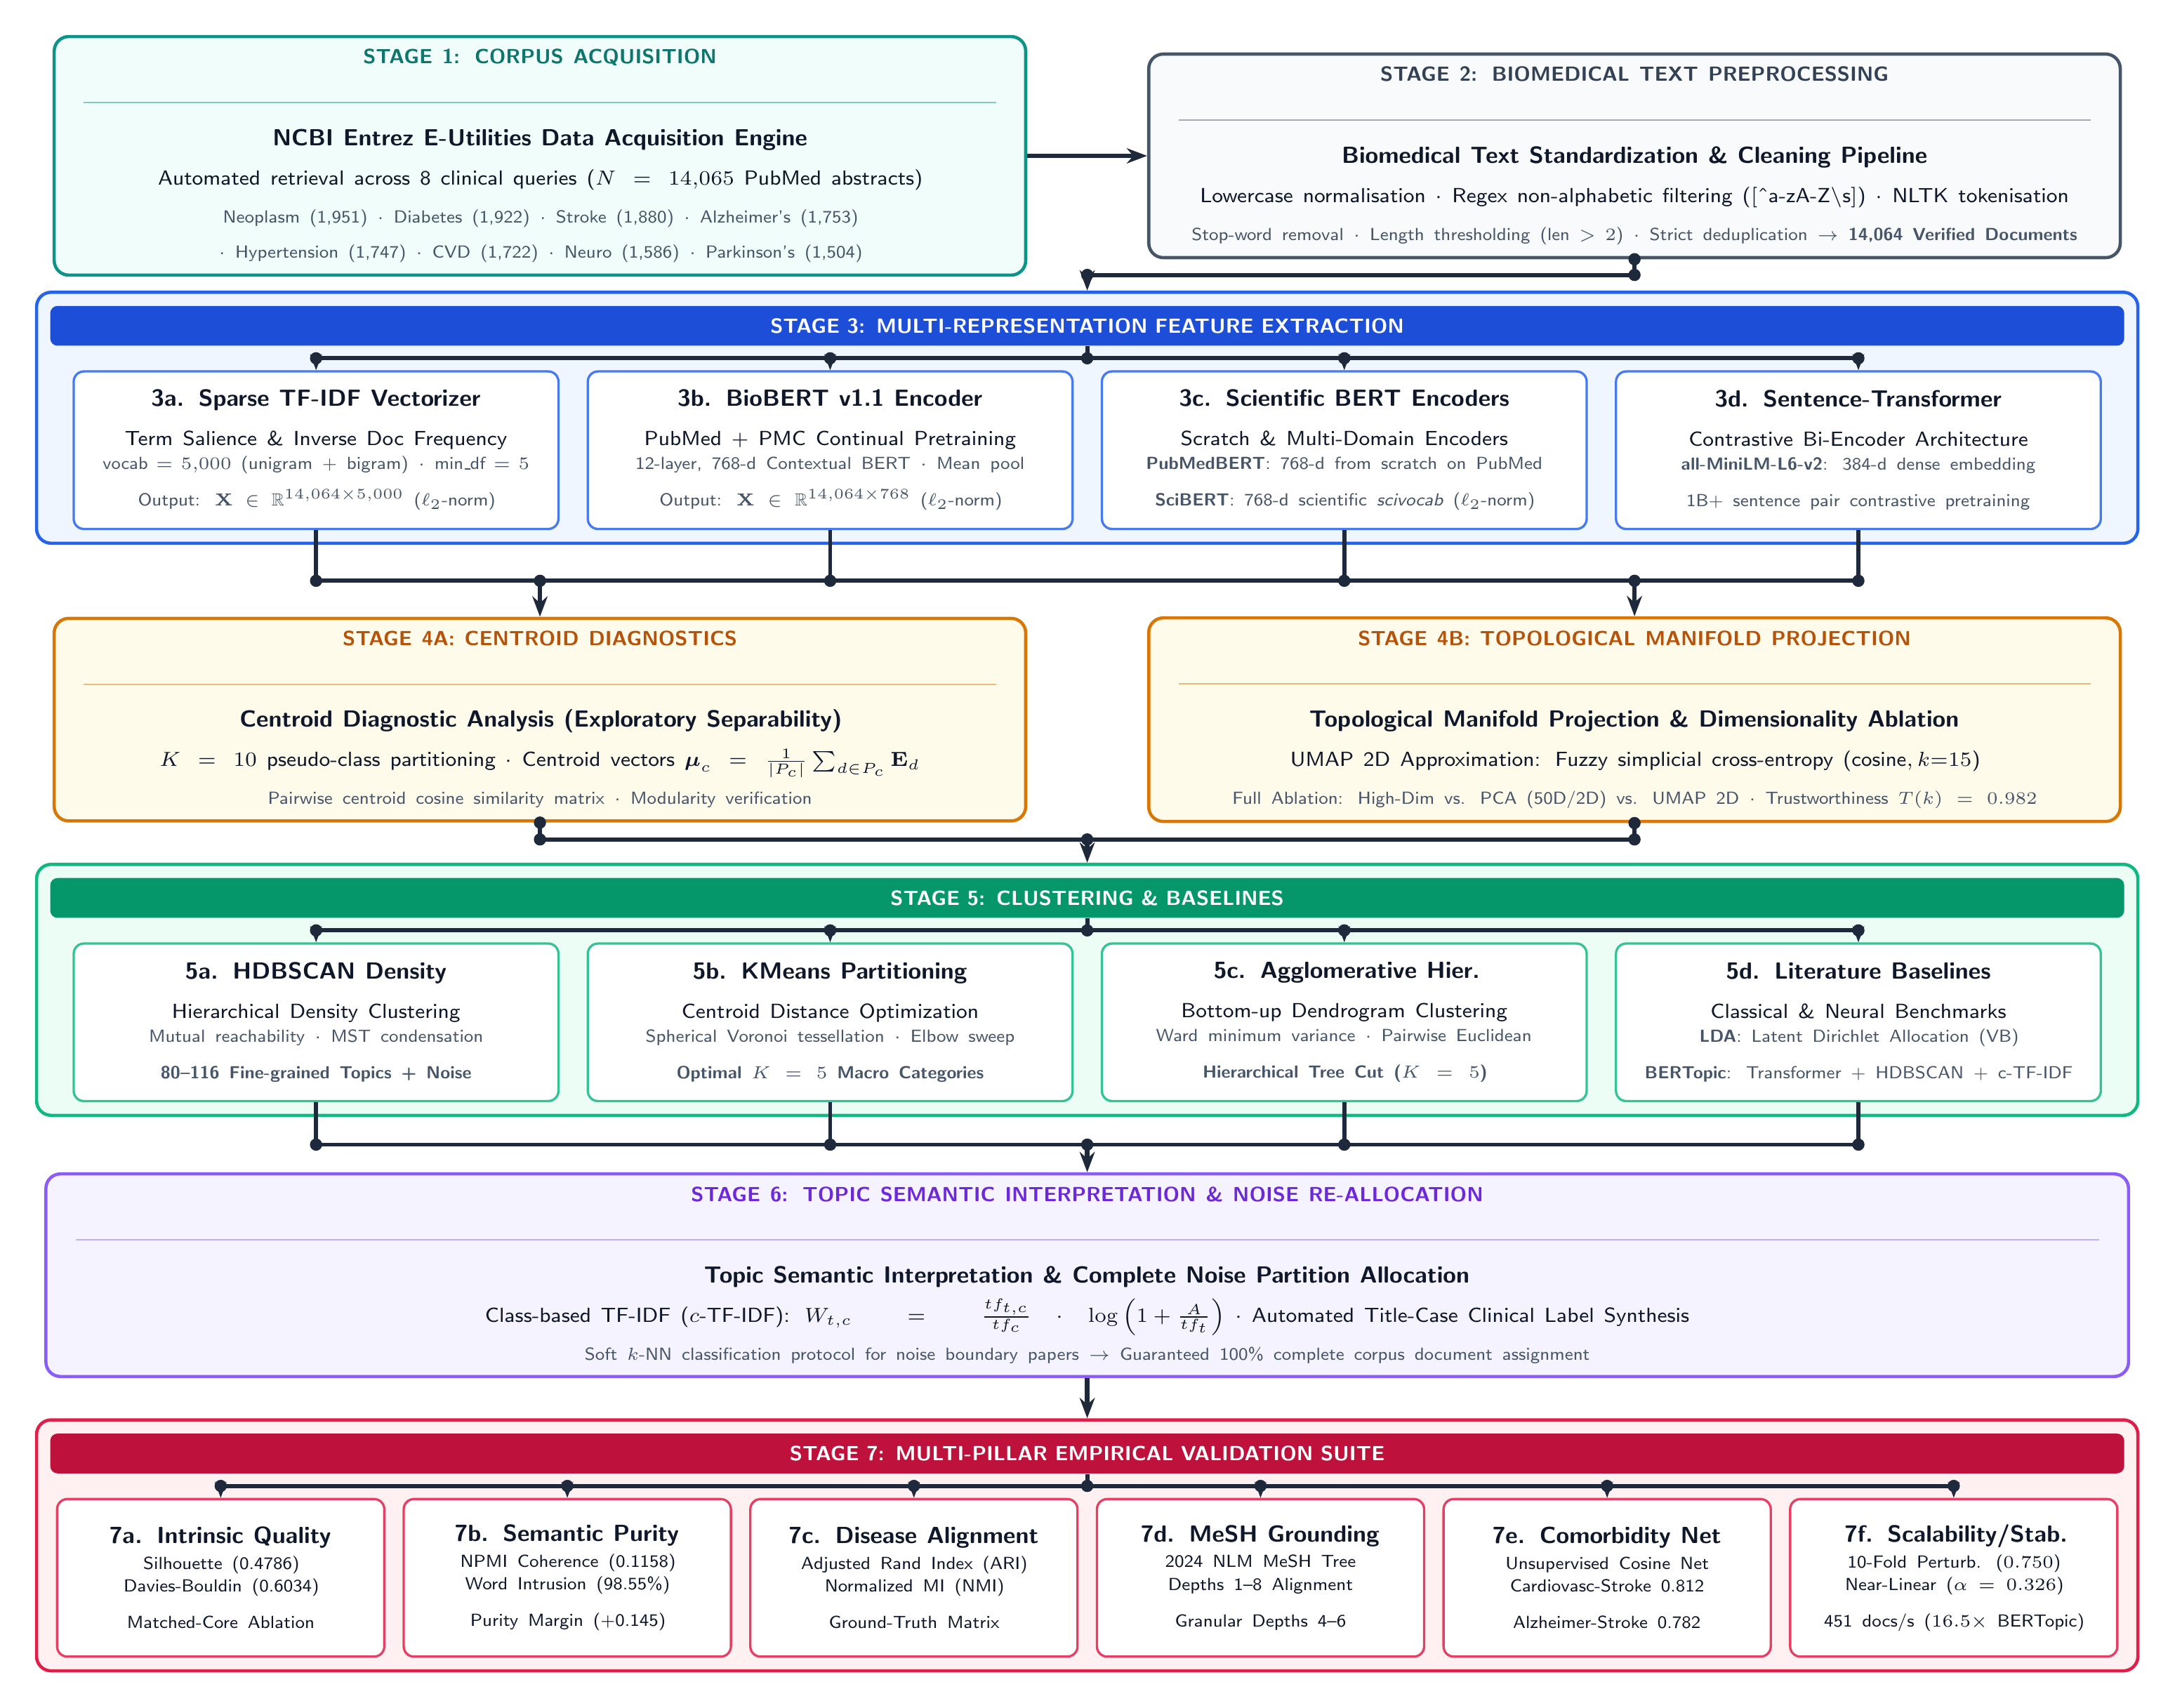 STAGE 1: CORPUS ACQUISITION
NCBI Entrez E-Utilities Data Acquisition Engine
Automated retrieval across 8 clinical queries (N = 14,065 PubMed abstracts)
Neoplasm (1,951) · Diabetes (1,922) · Stroke (1,880) · Alzheimer's (1,753)
· Hypertension (1,747) · CVD (1,722) · Neuro (1,586) · Parkinson's (1,504)
STAGE 2: BIOMEDICAL TEXT PREPROCESSING
Biomedical Text Standardization & Cleaning Pipeline
Lowercase normalisation · Regex non-alphabetic filtering ([^a-zA-Z\s]) · NLTK tokenisation
Stop-word removal · Length thresholding (len > 2) · Strict deduplication → 14,064 Verified Documents
STAGE 3: MULTI-REPRESENTATION FEATURE EXTRACTION
3a. Sparse TF-IDF Vectorizer
Term Salience & Inverse Doc Frequency
vocab = 5,000 (unigram + bigram) · min_df = 5
Output: X ∈ ℝ^14,064×5,000 (ℓ₂-norm)
3b. BioBERT v1.1 Encoder
PubMed + PMC Continual Pretraining
12-layer, 768-d Contextual BERT · Mean pool
Output: X ∈ ℝ^14,064×768 (ℓ₂-norm)
3c. Scientific BERT Encoders
Scratch & Multi-Domain Encoders
PubMedBERT: 768-d from scratch on PubMed
SciBERT: 768-d scientific scivocab (ℓ₂-norm)
3d. Sentence-Transformer
Contrastive Bi-Encoder Architecture
all-MiniLM-L6-v2: 384-d dense embedding
1B+ sentence pair contrastive pretraining
STAGE 4A: CENTROID DIAGNOSTICS
Centroid Diagnostic Analysis (Exploratory Separability)
K = 10 pseudo-class partitioning · Centroid vectors μ_c = 1/|P_c| ∑_{d∈P_c} E_d
Pairwise centroid cosine similarity matrix · Modularity verification
STAGE 4B: TOPOLOGICAL MANIFOLD PROJECTION
Topological Manifold Projection & Dimensionality Ablation
UMAP 2D Approximation: Fuzzy simplicial cross-entropy (cosine, k=15)
Full Ablation: High-Dim vs. PCA (50D/2D) vs. UMAP 2D · Trustworthiness T(k) = 0.982
STAGE 5: CLUSTERING & BASELINES
5a. HDBSCAN Density
Hierarchical Density Clustering
Mutual reachability · MST condensation
80–116 Fine-grained Topics + Noise
5b. KMeans Partitioning
Centroid Distance Optimization
Spherical Voronoi tessellation · Elbow sweep
Optimal K = 5 Macro Categories
5c. Agglomerative Hier.
Bottom-up Dendrogram Clustering
Ward minimum variance · Pairwise Euclidean
Hierarchical Tree Cut (K = 5)
5d. Literature Baselines
Classical & Neural Benchmarks
LDA: Latent Dirichlet Allocation (VB)
BERTopic: Transformer + HDBSCAN + c-TF-IDF
STAGE 6: TOPIC SEMANTIC INTERPRETATION & NOISE RE-ALLOCATION
Topic Semantic Interpretation & Complete Noise Partition Allocation
Class-based TF-IDF (c-TF-IDF): W_{t,c} = tf_{t,c}/tf_c · log(1 + A/tf_t) · Automated Title-Case Clinical Label Synthesis
Soft k-NN classification protocol for noise boundary papers → Guaranteed 100% complete corpus document assignment
STAGE 7: MULTI-PILLAR EMPIRICAL VALIDATION SUITE
7a. Intrinsic Quality
Silhouette (0.4786)
Davies-Bouldin (0.6034)
Matched-Core Ablation
7b. Semantic Purity
NPMI Coherence (0.1158)
Word Intrusion (98.55%)
Purity Margin (+0.145)
7c. Disease Alignment
Adjusted Rand Index (ARI)
Normalized MI (NMI)
Ground-Truth Matrix
7d. MeSH Grounding
2024 NLM MeSH Tree
Depths 1–8 Alignment
Granular Depths 4–6
7e. Comorbidity Net
Unsupervised Cosine Net
Cardiovasc-Stroke 0.812
Alzheimer-Stroke 0.782
7f. Scalability/Stab.
10-Fold Perturb. (0.750)
Near-Linear (α = 0.326)
451 docs/s (16.5× BERTopic)